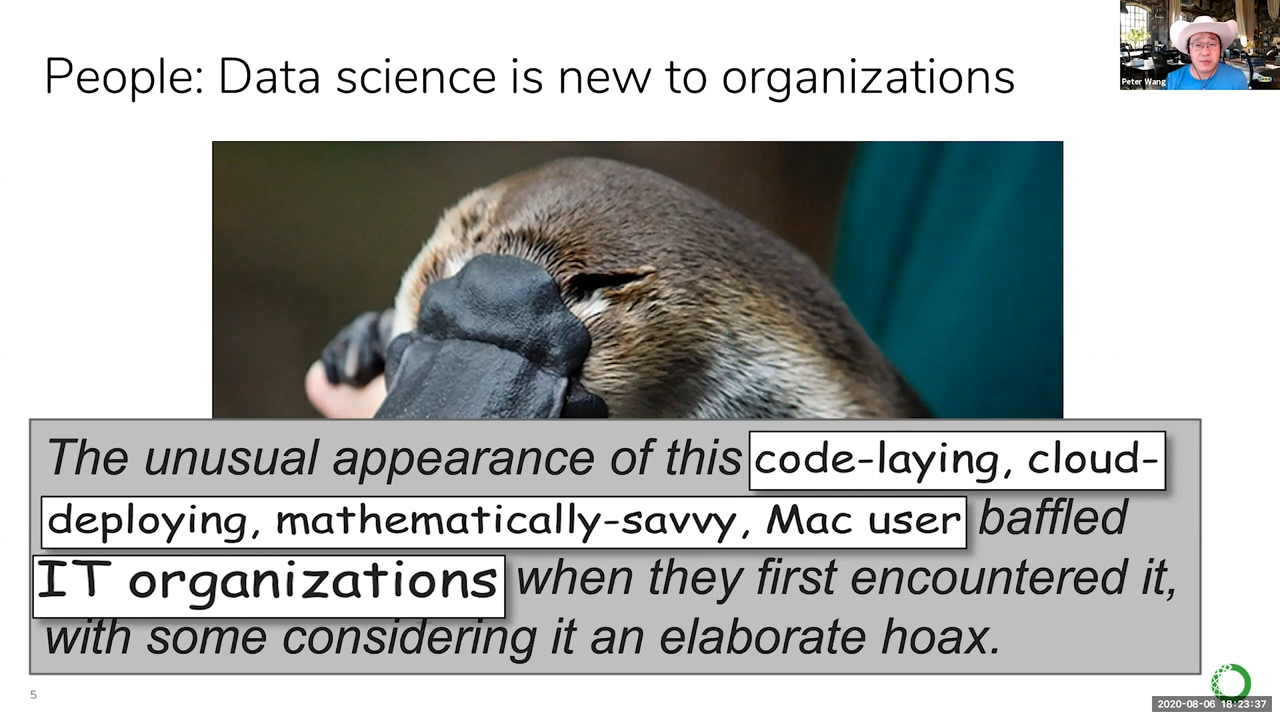 People: Data science is new to organizations
Peter Wang
The unusual appearance of this code-laying, cloud-
deploying, mathematically-savvy, Mac user baffled
IT organizations when they first encountered it,
with some considering it an elaborate hoax.
5
2020-08-06 18:23:37